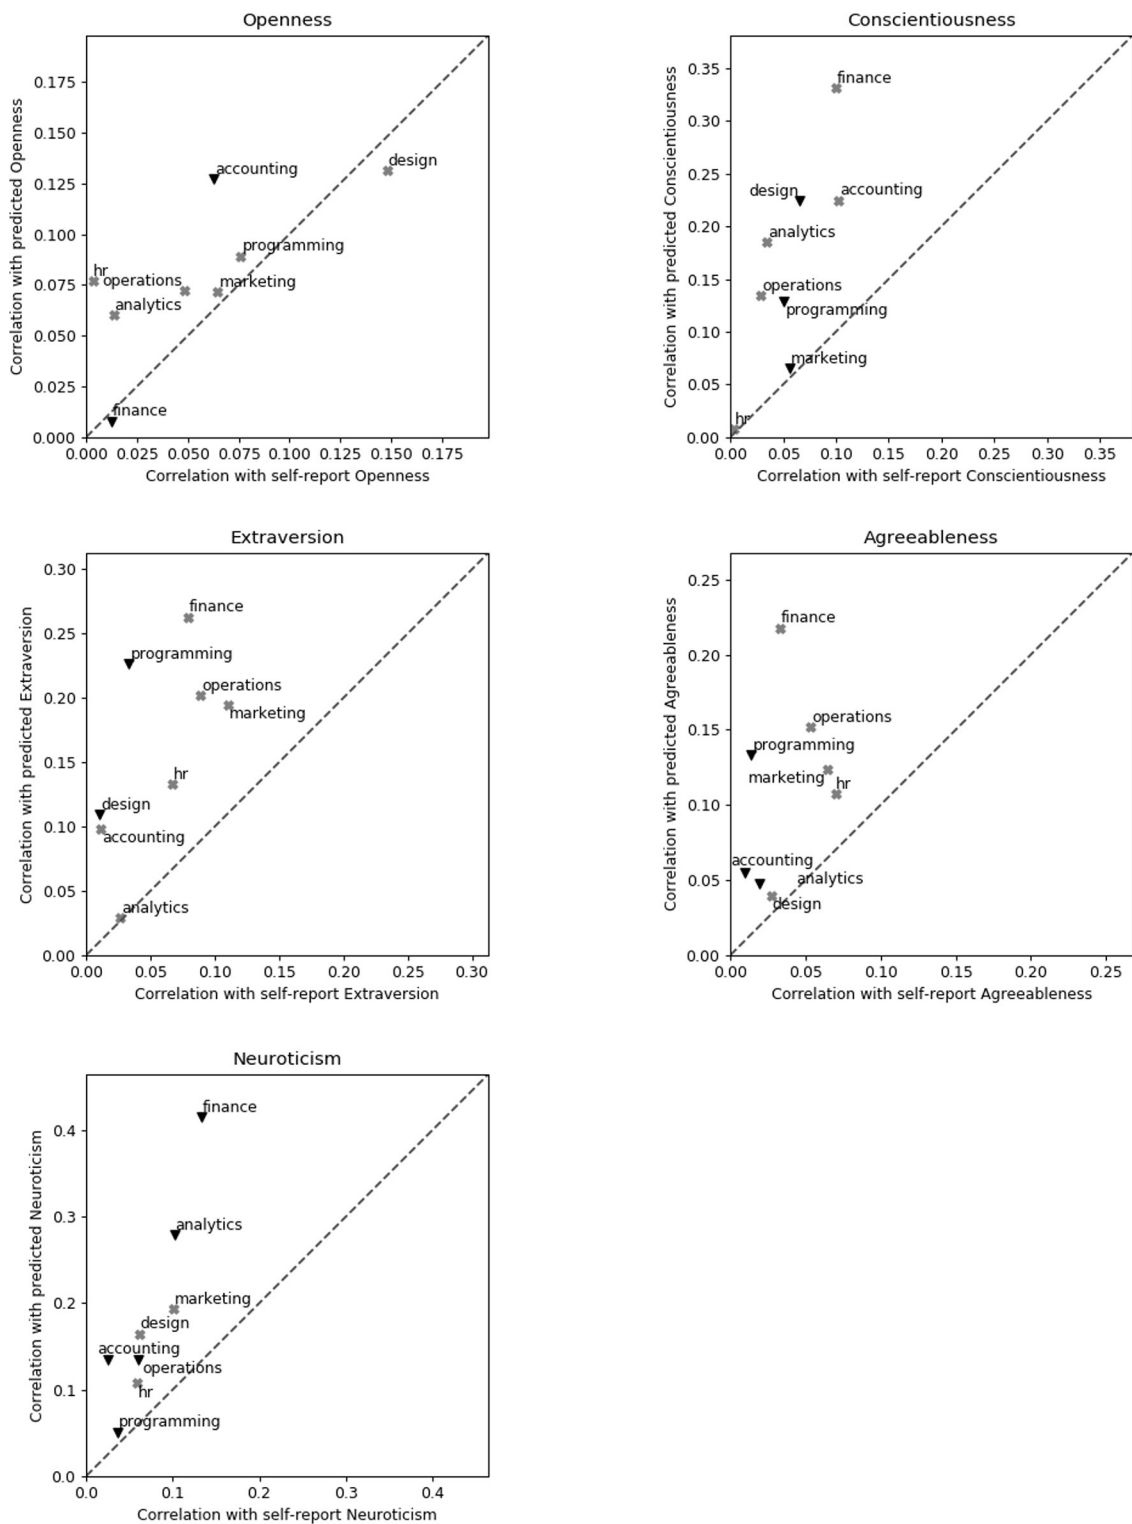 Openness
Correlation with predicted Openness
0.175
0.150
0.125
0.100
0.075
0.050
0.025
0.000
accounting
design
programming
hr
operations
marketing
analytics
finance
0.000 0.025 0.050 0.075 0.100 0.125 0.150 0.175
Correlation with self-report Openness
Conscientiousness
Correlation with predicted Conscientiousness
0.35
0.30
0.25
0.20
0.15
0.10
0.05
0.00
finance
design
accounting
analytics
operations
programming
marketing
hr
0.00 0.05 0.10 0.15 0.20 0.25 0.30 0.35
Correlation with self-report Conscientiousness
Extraversion
Correlation with predicted Extraversion
0.30
0.25
0.20
0.15
0.10
0.05
0.00
finance
programming
operations
marketing
hr
design
accounting
analytics
0.00 0.05 0.10 0.15 0.20 0.25 0.30
Correlation with self-report Extraversion
Agreeableness
Correlation with predicted Agreeableness
0.25
0.20
0.15
0.10
0.05
0.00
finance
operations
programming
marketing
hr
accounting
analytics
design
0.00 0.05 0.10 0.15 0.20 0.25
Correlation with self-report Agreeableness
Neuroticism
Correlation with predicted Neuroticism
0.4
0.3
0.2
0.1
0.0
finance
analytics
marketing
design
accounting
operations
hr
programming
0.0 0.1 0.2 0.3 0.4
Correlation with self-report Neuroticism